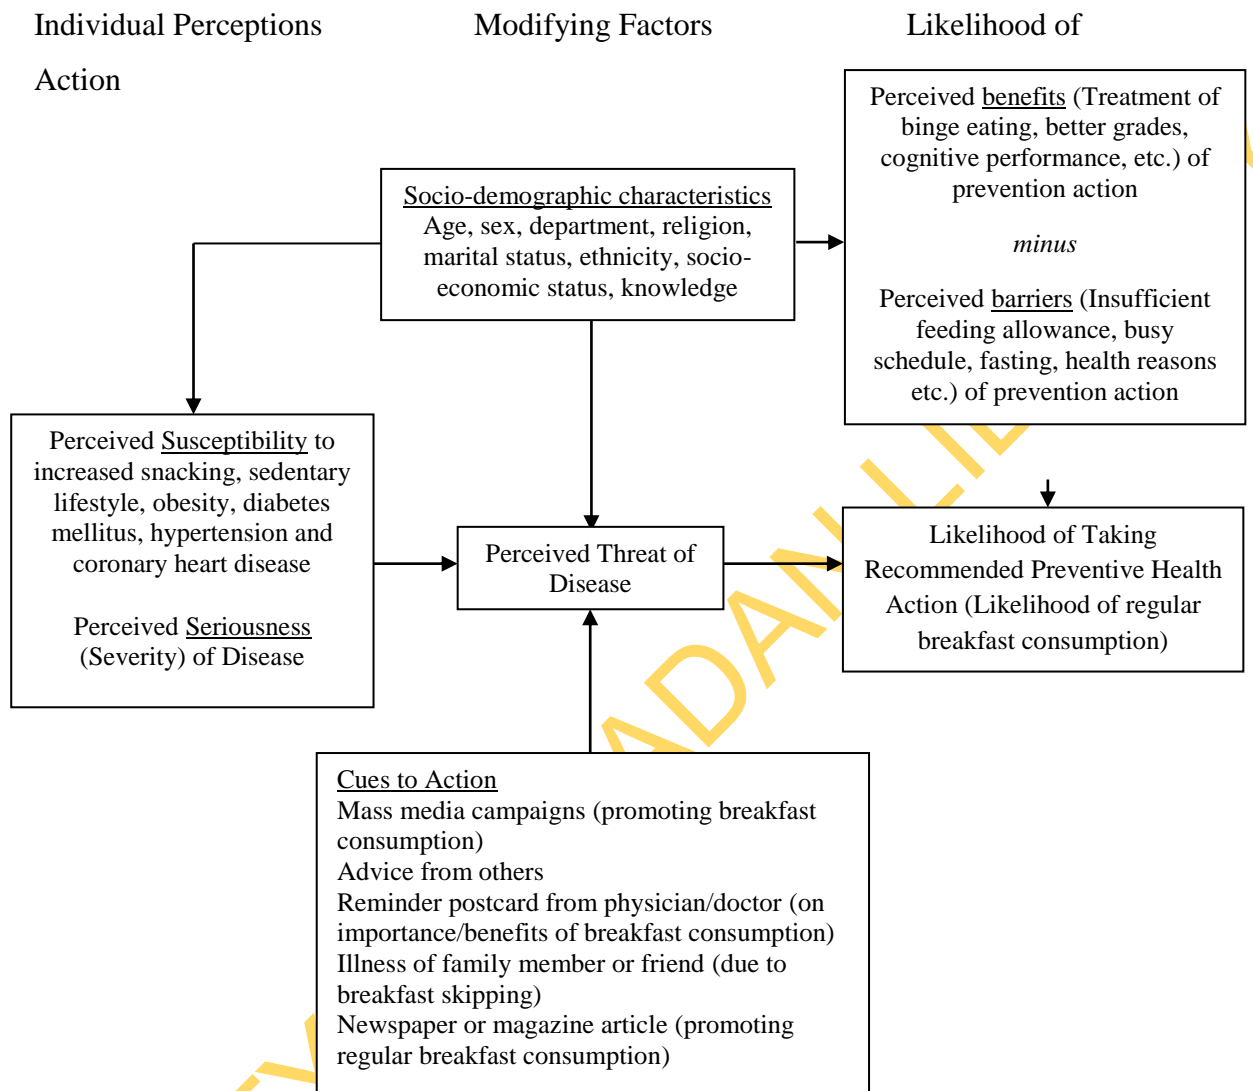 Individual Perceptions Modifying Factors Likelihood of
Action
Perceived benefits (Treatment of
binge eating, better grades,
cognitive performance, etc.) of
prevention action
minus
Perceived barriers (Insufficient
feeding allowance, busy
schedule, fasting, health reasons
etc.) of prevention action
Socio-demographic characteristics
Age, sex, department, religion,
marital status, ethnicity, socio-
economic status, knowledge
Perceived Susceptibility to
increased snacking, sedentary
lifestyle, obesity, diabetes
mellitus, hypertension and
coronary heart disease
Perceived Seriousness
(Severity) of Disease
Perceived Threat of
Disease
Likelihood of Taking
Recommended Preventive Health
Action (Likelihood of regular
breakfast consumption)
Cues to Action
Mass media campaigns (promoting breakfast
consumption)
Advice from others
Reminder postcard from physician/doctor (on
importance/benefits of breakfast consumption)
Illness of family member or friend (due to
breakfast skipping)
Newspaper or magazine article (promoting
regular breakfast consumption)